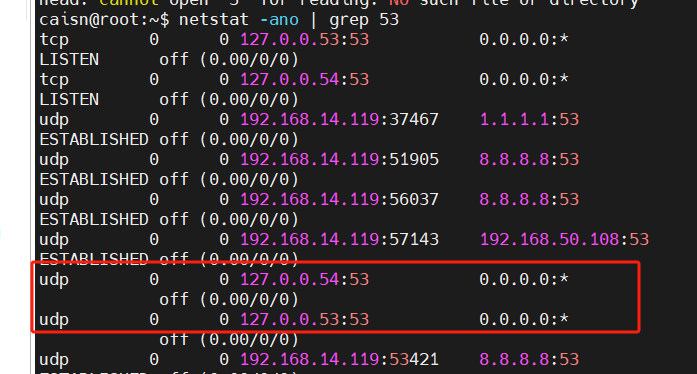 head: cannot open '5' for reading: No such file or directory
caisn@root:~$ netstat -ano | grep 53
tcp 0 0 127.0.0.53:53 0.0.0.0:*
LISTEN off (0.00/0/0)
tcp 0 0 127.0.0.54:53 0.0.0.0:*
LISTEN off (0.00/0/0)
udp 0 0 192.168.14.119:37467 1.1.1.1:53
ESTABLISHED off (0.00/0/0)
udp 0 0 192.168.14.119:51905 8.8.8.8:53
ESTABLISHED off (0.00/0/0)
udp 0 0 192.168.14.119:56037 8.8.8.8:53
ESTABLISHED off (0.00/0/0)
udp 0 0 192.168.14.119:57143 192.168.50.108:53
ESTABLISHED off (0.00/0/0)
udp 0 0 127.0.0.54:53 0.0.0.0:*
off (0.00/0/0)
udp 0 0 127.0.0.53:53 0.0.0.0:*
off (0.00/0/0)
udp 0 0 192.168.14.119:53421 8.8.8.8:53
ESTABLISHED off (0.00/0/0)